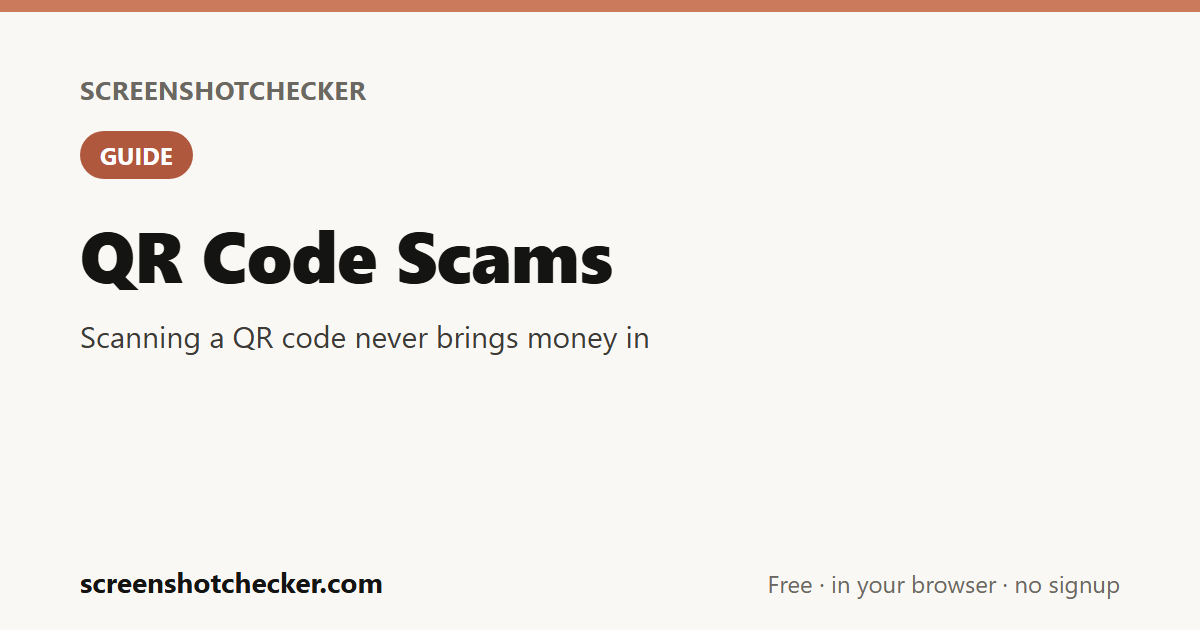 SCREENSHOTCHECKER
GUIDE
QR Code Scams
Scanning a QR code never brings money in
screenshotchecker.com
Free · in your browser · no signup